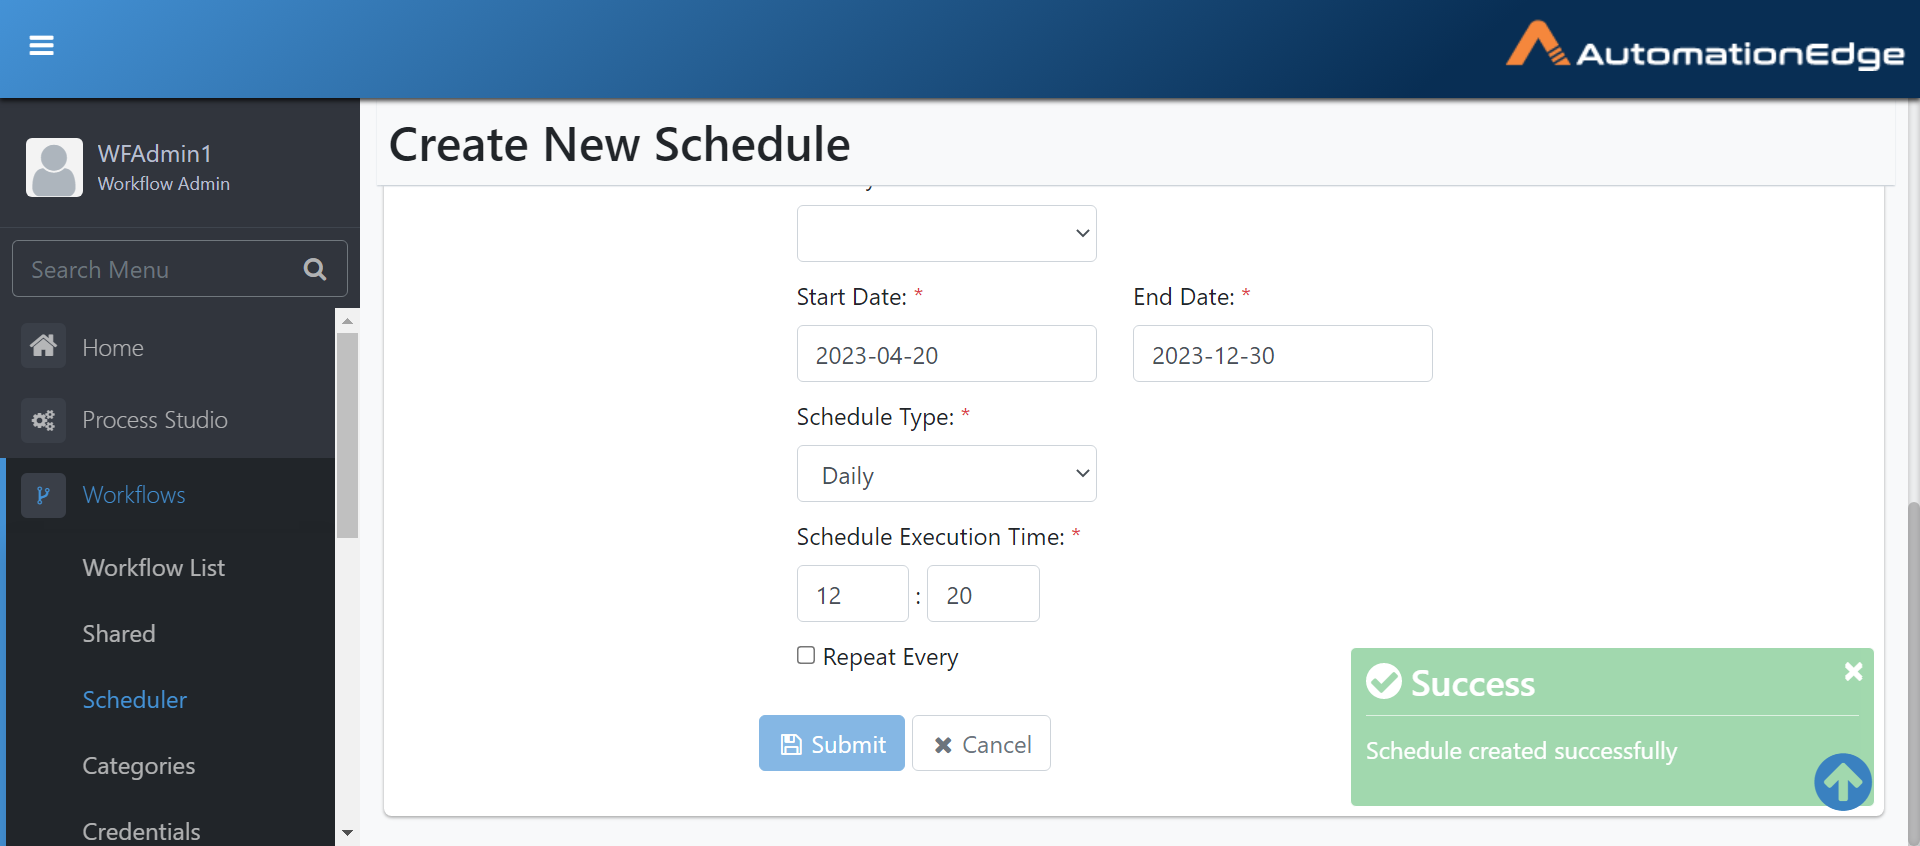 AutomationEdge
WFAdmin1
Workflow Admin
Search Menu
Home
Process Studio
Workflows
Workflow List
Shared
Scheduler
Categories
Credentials
Create New Schedule
Start Date: *
End Date: *
2023-04-20
2023-12-30
Schedule Type: *
Daily
Schedule Execution Time: *
12 : 20
Repeat Every
Submit
Cancel
Success
Schedule created successfully